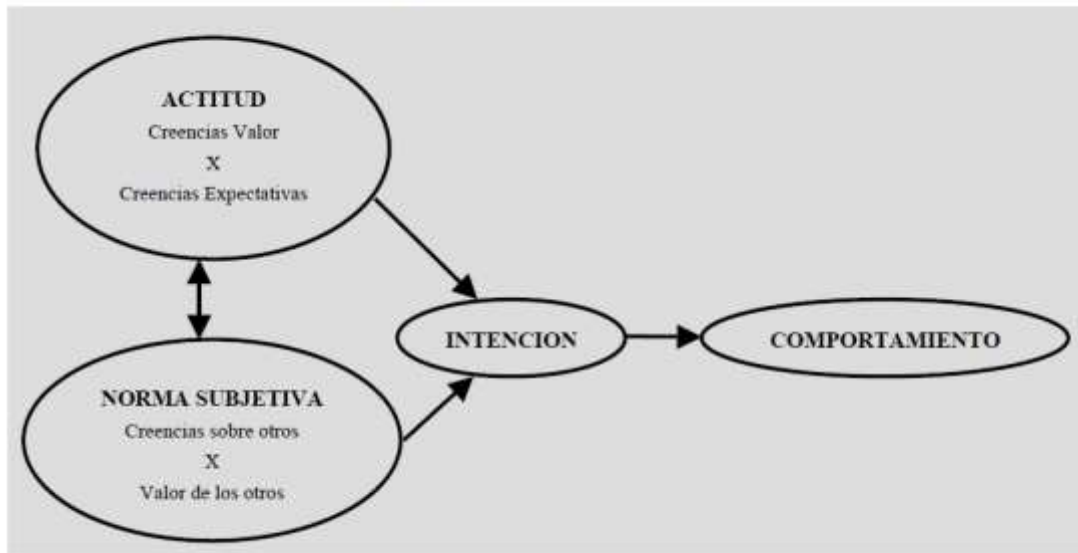 ACTITUD
Creencias Valor
X
Creencias Expectativas
INTENCION
COMPORTAMIENTO
NORMA SUBJETIVA
Creencias sobre otros
X
Valor de los otros